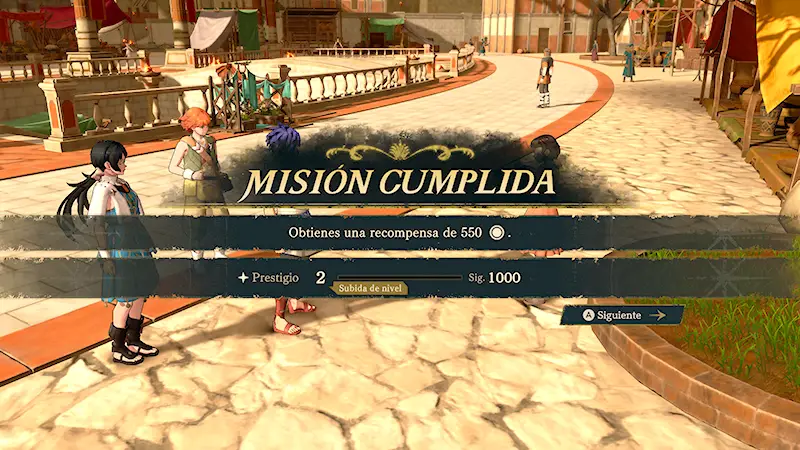 MISIÓN CUMPLIDA
Obtienes una recompensa de 550 .
Prestigio 2 Sig. 1000
Subida de nivel
A Siguiente